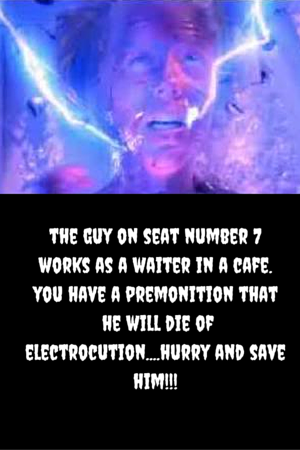 THE GUY ON SEAT NUMBER 7
WORKS AS A WAITER IN A CAFE.
YOU HAVE A PREMONITION THAT
HE WILL DIE OF
ELECTROCUTION....HURRY AND SAVE
HIM!!!